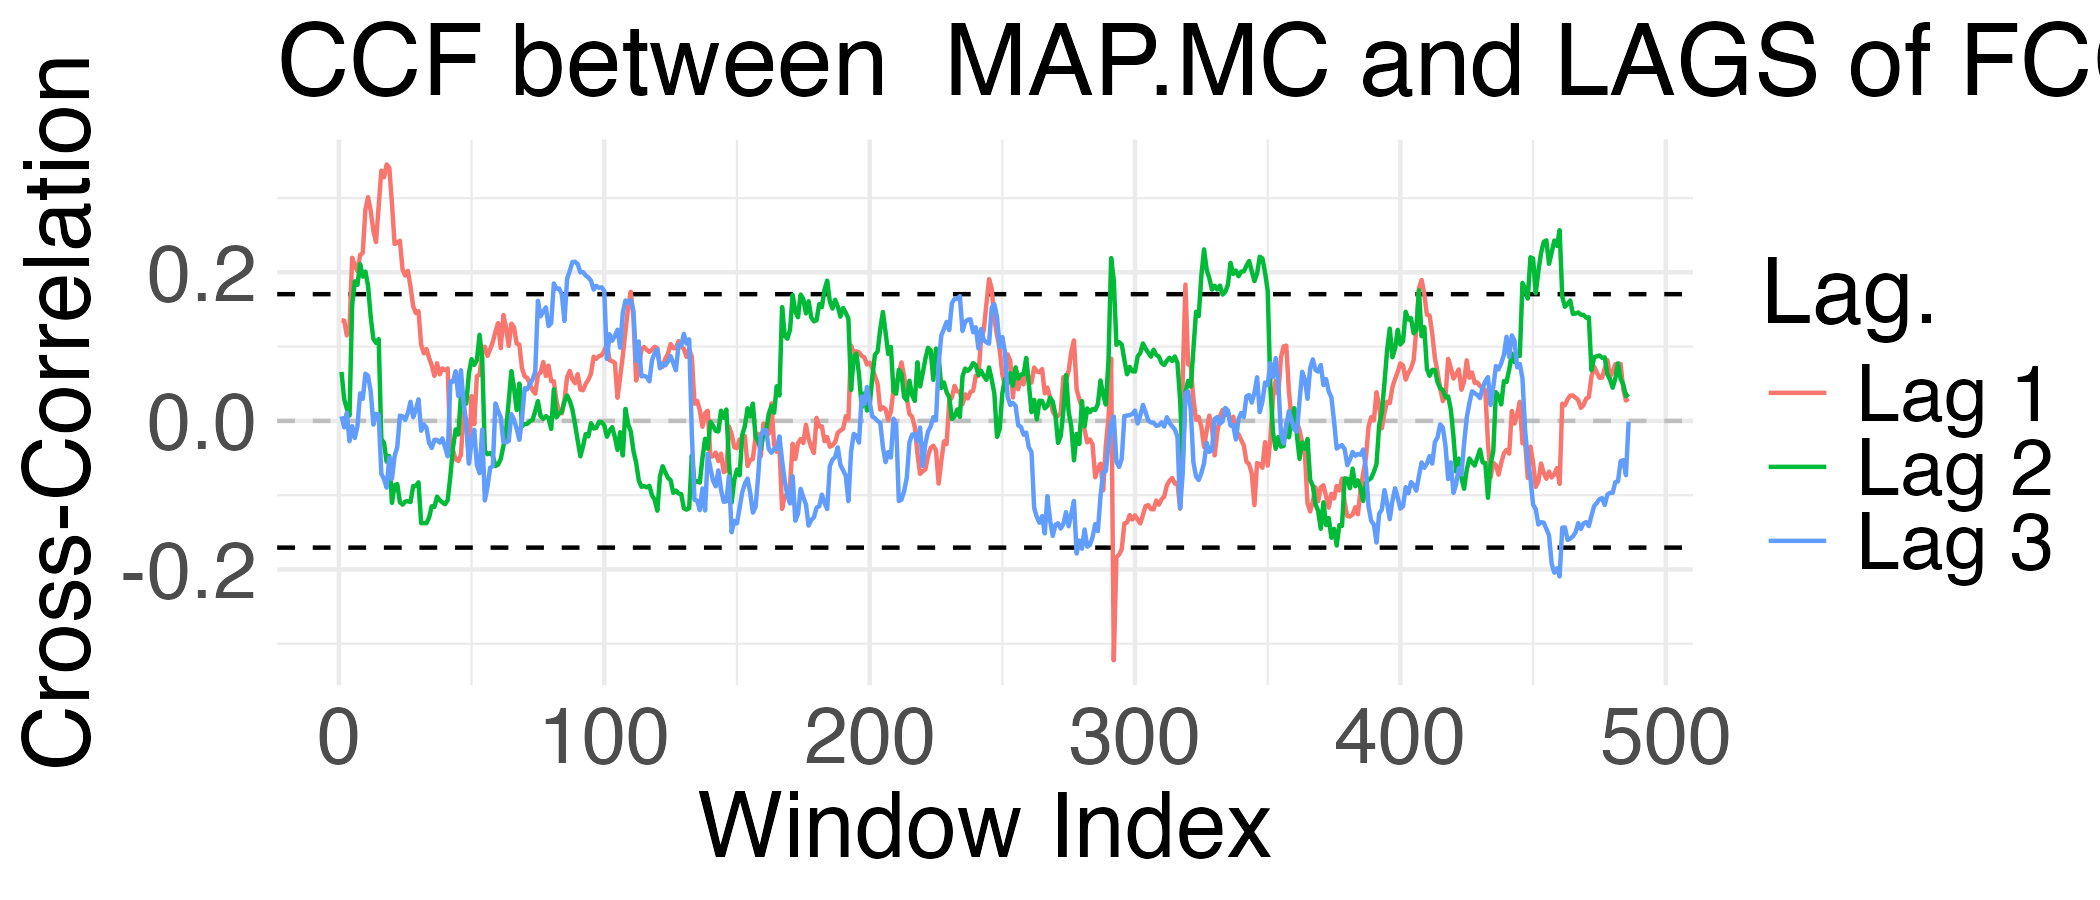 CCF between  MAP.MC and LAGS of
Cross-Correlation
0.2
0.0
-0.2
0
100
200
300
400
500
Window Index
Lag.
Lag 1
Lag 2
Lag 3